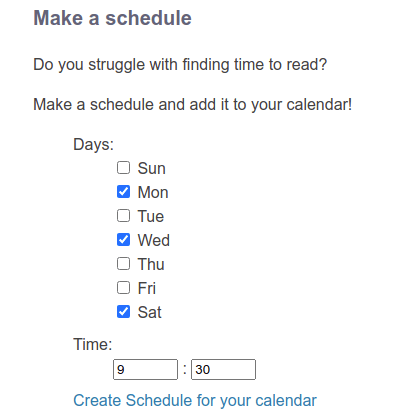 Make a schedule
Do you struggle with finding time to read?
Make a schedule and add it to your calendar!
Days:
Sun
Mon
Tue
Wed
Thu
Fri
Sat
Time:
9 : 30
Create Schedule for your calendar